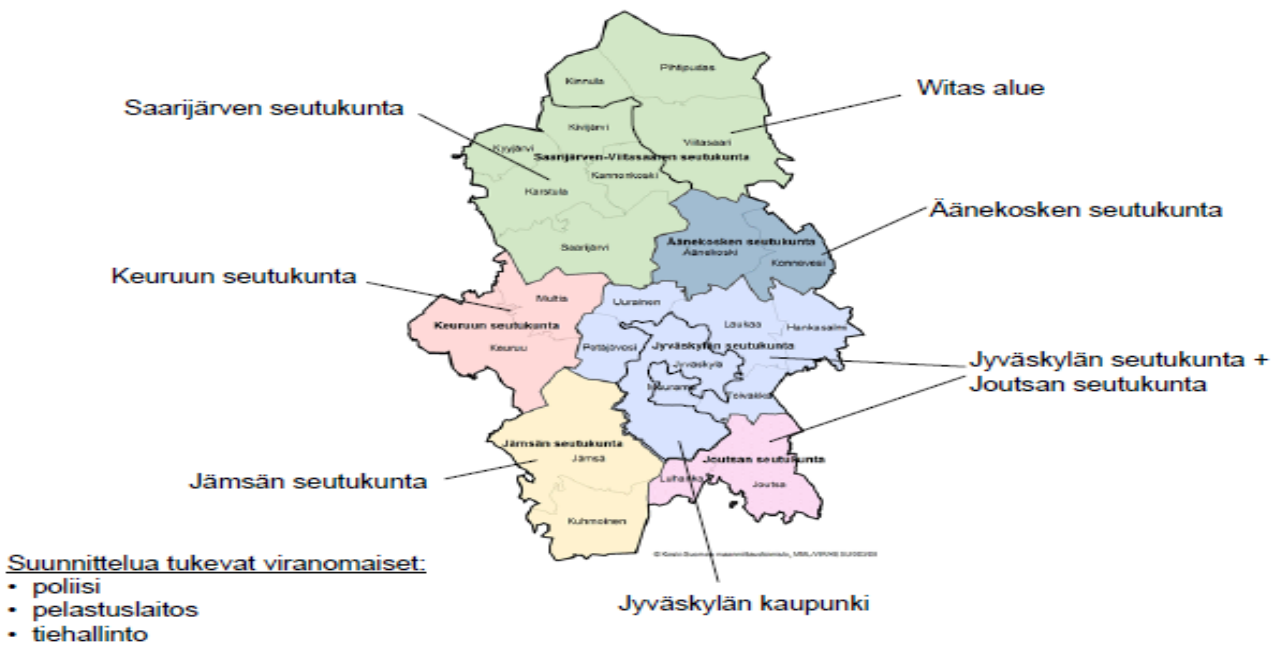 Kinnula
Pihtipudas
Witas alue
Saarijärven seutukunta
Kivijärvi
Kyyjärvi
Viitasaari
Saarijärven-Viitasaaren seutukunta
Kannonkoski
Karstula
Äänekosken seutukunta
Saarijärvi
Äänekosken seutukunta
Äänekoski
Konnevesi
Keuruun seutukunta
Multia
Uurainen
Laukaa
Hankasalmi
Keuruun seutukunta
Keuruu
Petäjävesi
Jyväskylän seutukunta
Jyväskylä
Muurame
Toivakka
Jyväskylän seutukunta +
Joutsan seutukunta
Jämsän seutukunta
Jämsä
Joutsan seutukunta
Luhanka
Joutsa
Jämsän seutukunta
Kuhmoinen
Jyväskylän kaupunki
Suunnittelua tukevat viranomaiset:
• poliisi
• pelastuslaitos
• tiehallinto